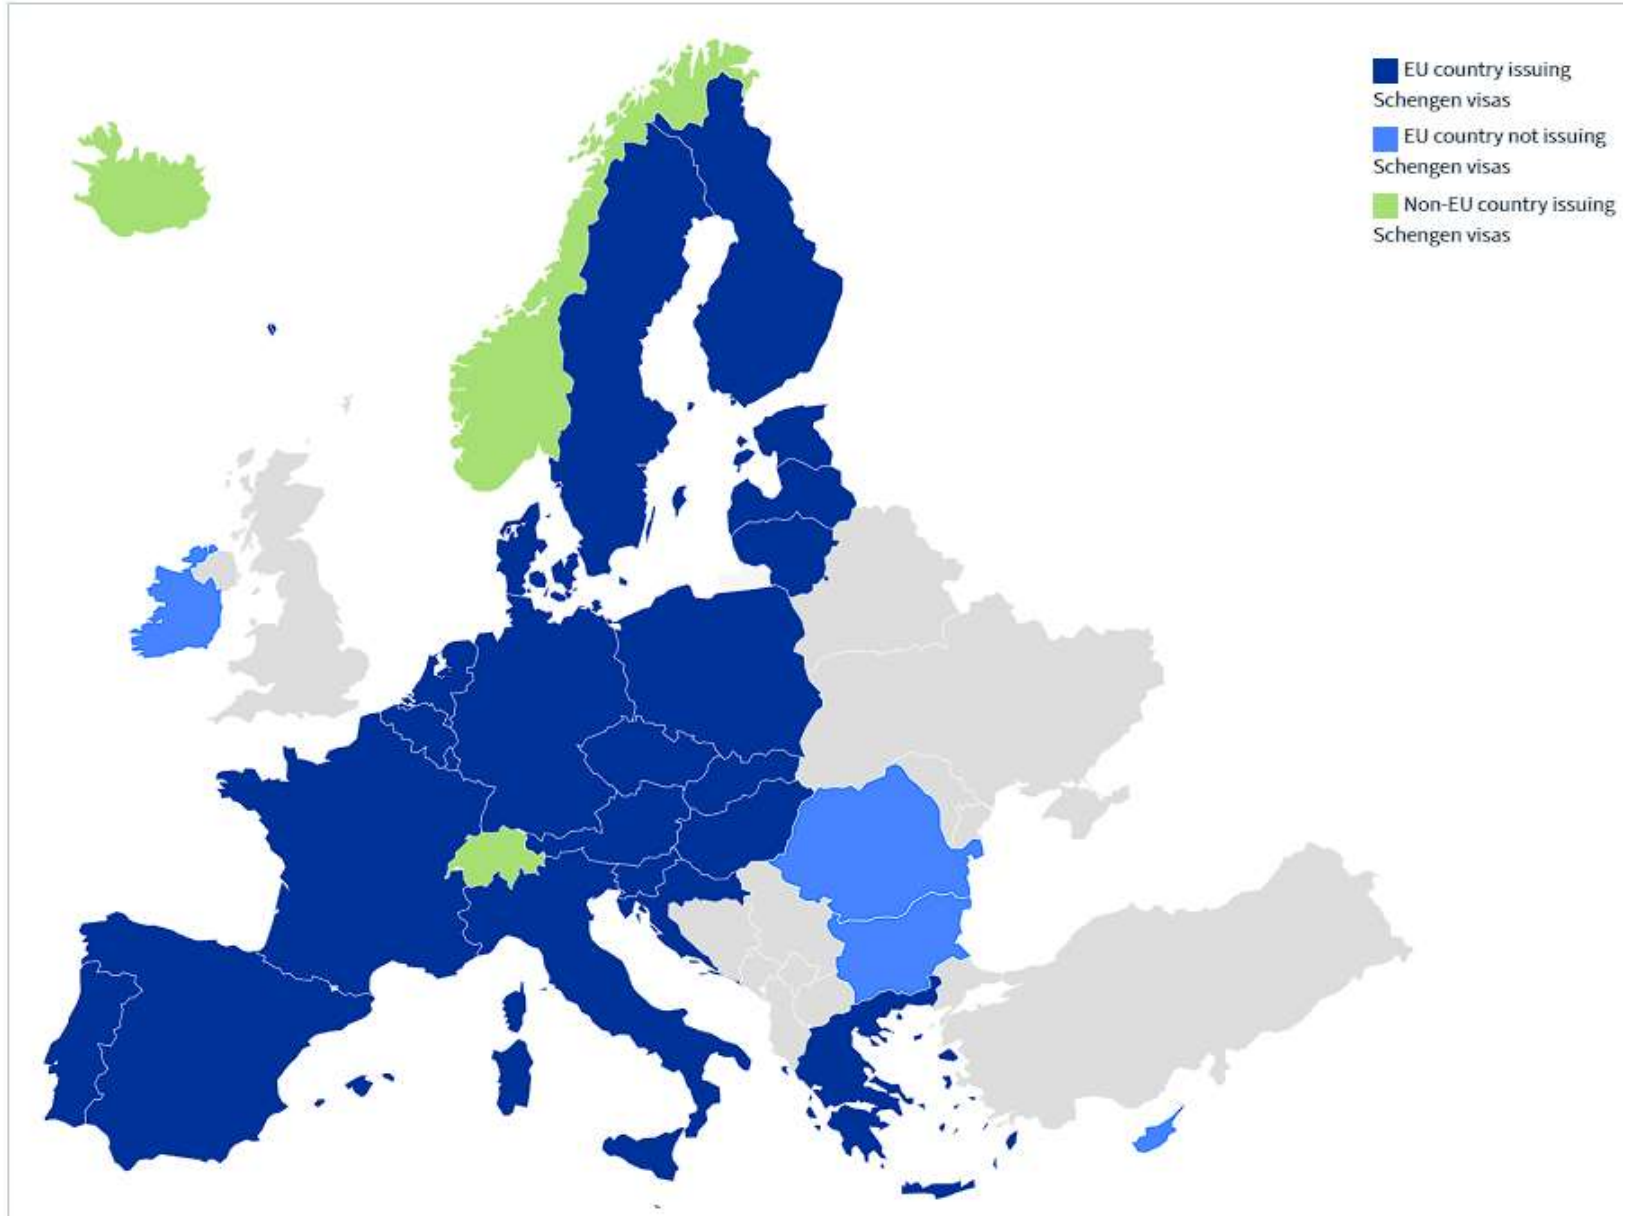 EU country issuing
Schengen visas
EU country not issuing
Schengen visas
Non-EU country issuing
Schengen visas